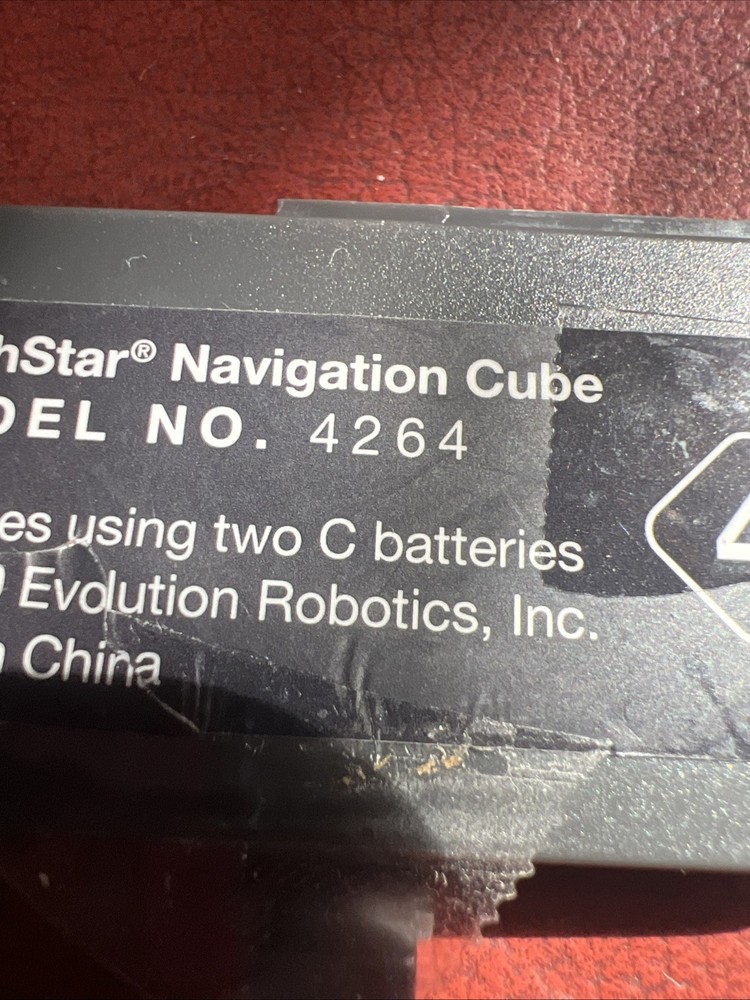 hStar® Navigation Cube
DEL NO. 4264
es using two C batteries
Evolution Robotics, Inc.
China